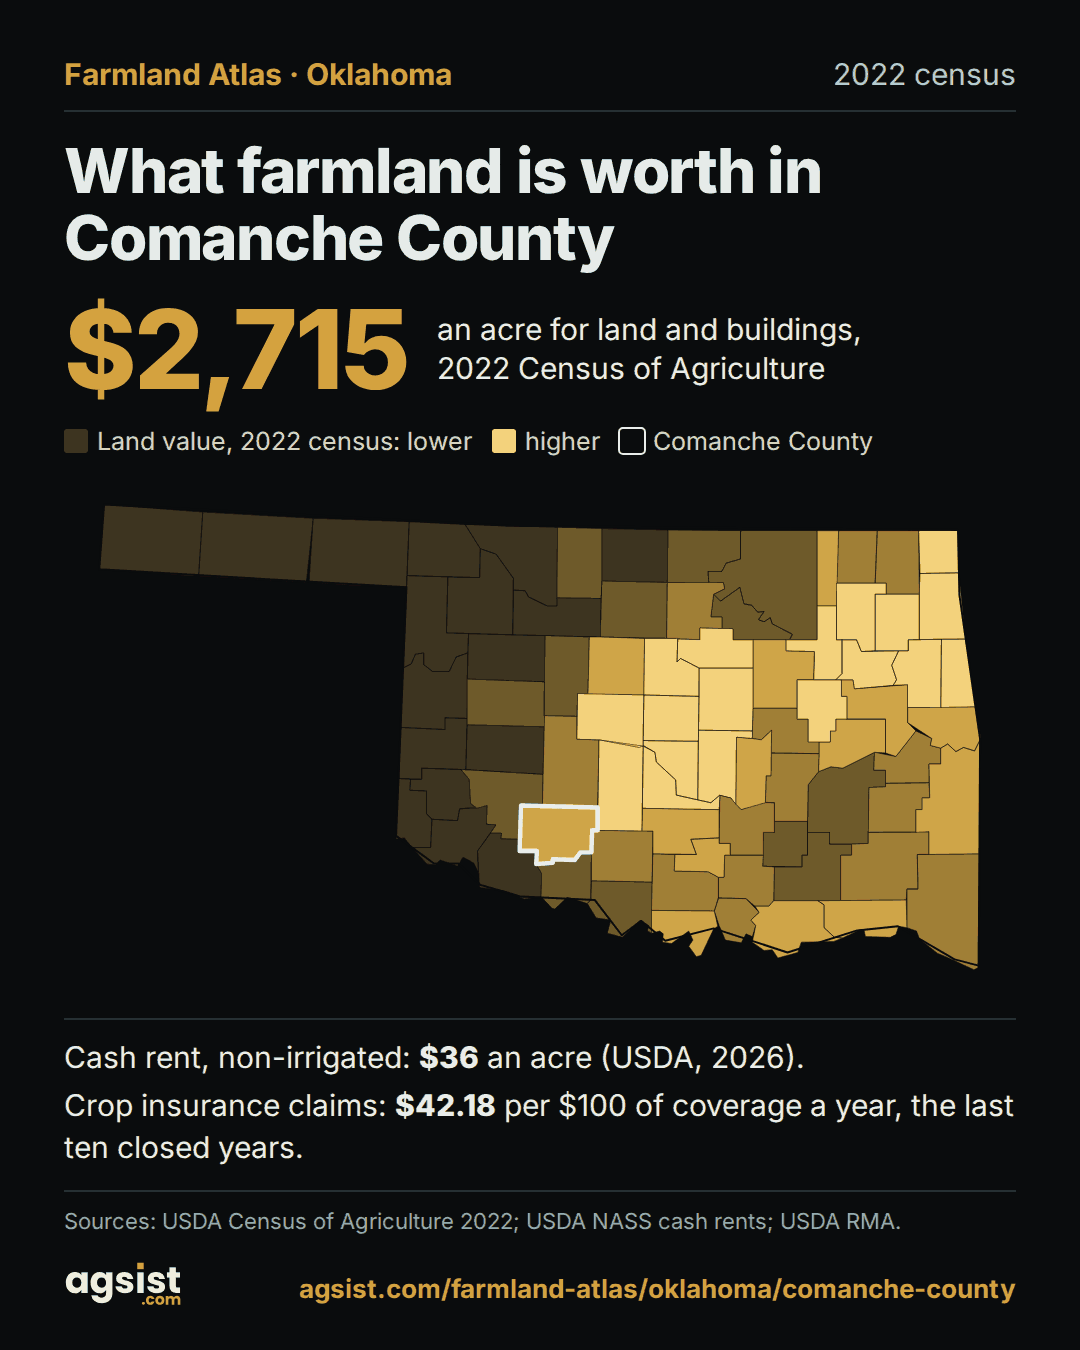 Farmland Atlas · Oklahoma
2022 census
What farmland is worth in
Comanche County
$2,715
an acre for land and buildings,
2022 Census of Agriculture
Land value, 2022 census: lower
higher
Comanche County
Cash rent, non-irrigated: $36 an acre (USDA, 2026).
Crop insurance claims: $42.18 per $100 of coverage a year, the last
ten closed years.
Sources: USDA Census of Agriculture 2022; USDA NASS cash rents; USDA RMA.
agsist
.com
agsist.com/farmland-atlas/oklahoma/comanche-county